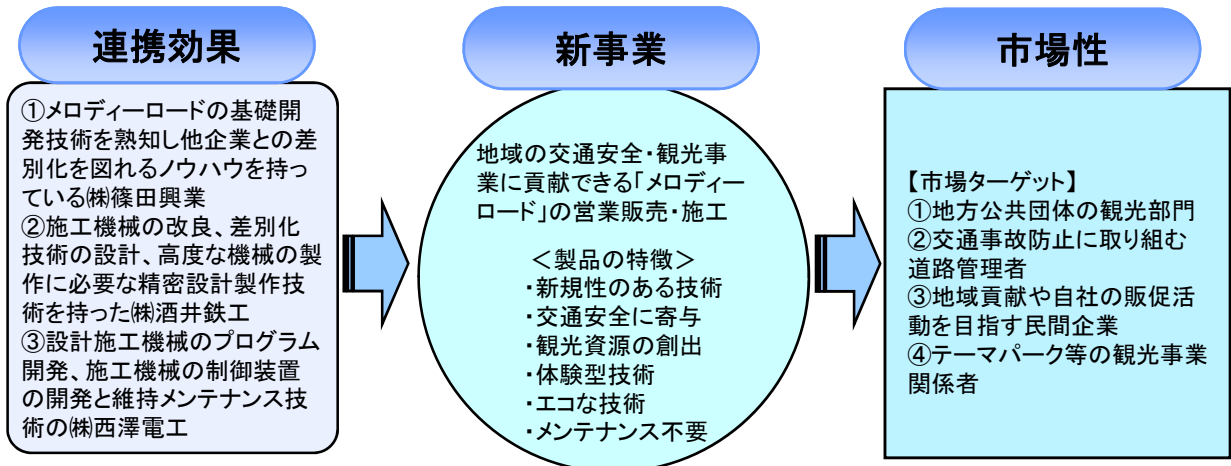 連携効果
①メロディーロードの基礎開
発技術を熟知し他企業との差
別化を図れるノウハウを持っ
ている㈱篠田興業
②施工機械の改良、差別化
技術の設計、高度な機械の製
作に必要な精密設計製作技
術を持った㈱酒井鉄工
③設計施工機械のプログラム
開発、施工機械の制御装置
の開発と維持メンテナンス技
術の㈱西澤電工
新事業
地域の交通安全・観光事
業に貢献できる「メロディー
ロード」の営業販売・施工
＜製品の特徴＞
・新規性のある技術
・交通安全に寄与
・観光資源の創出
・体験型技術
・エコな技術
・メンテナンス不要
市場性
【市場ターゲット】
①地方公共団体の観光部門
②交通事故防止に取り組む
道路管理者
③地域貢献や自社の販促活
動を目指す民間企業
④テーマパーク等の観光事業
関係者